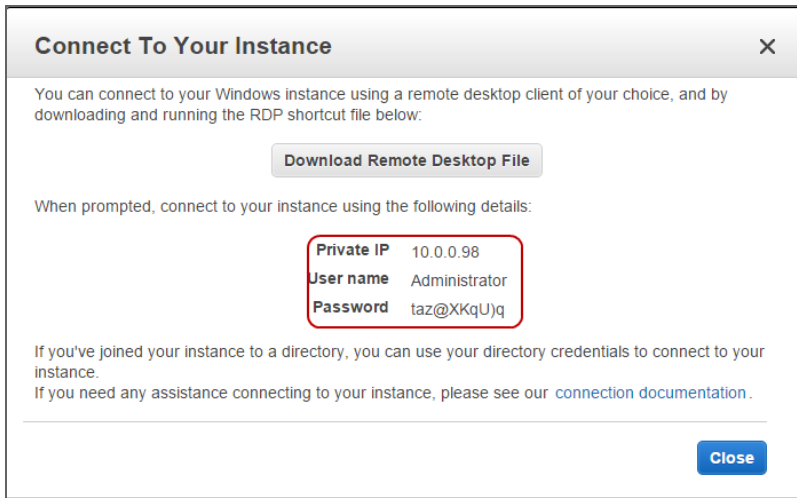 Connect To Your Instance
You can connect to your Windows instance using a remote desktop client of your choice, and by
downloading and running the RDP shortcut file below:
Download Remote Desktop File
When prompted, connect to your instance using the following details:
Private IP 10.0.0.98
User name Administrator
Password taz@XKqU)q
If you've joined your instance to a directory, you can use your directory credentials to connect to your
instance.
If you need any assistance connecting to your instance, please see our connection documentation.
Close